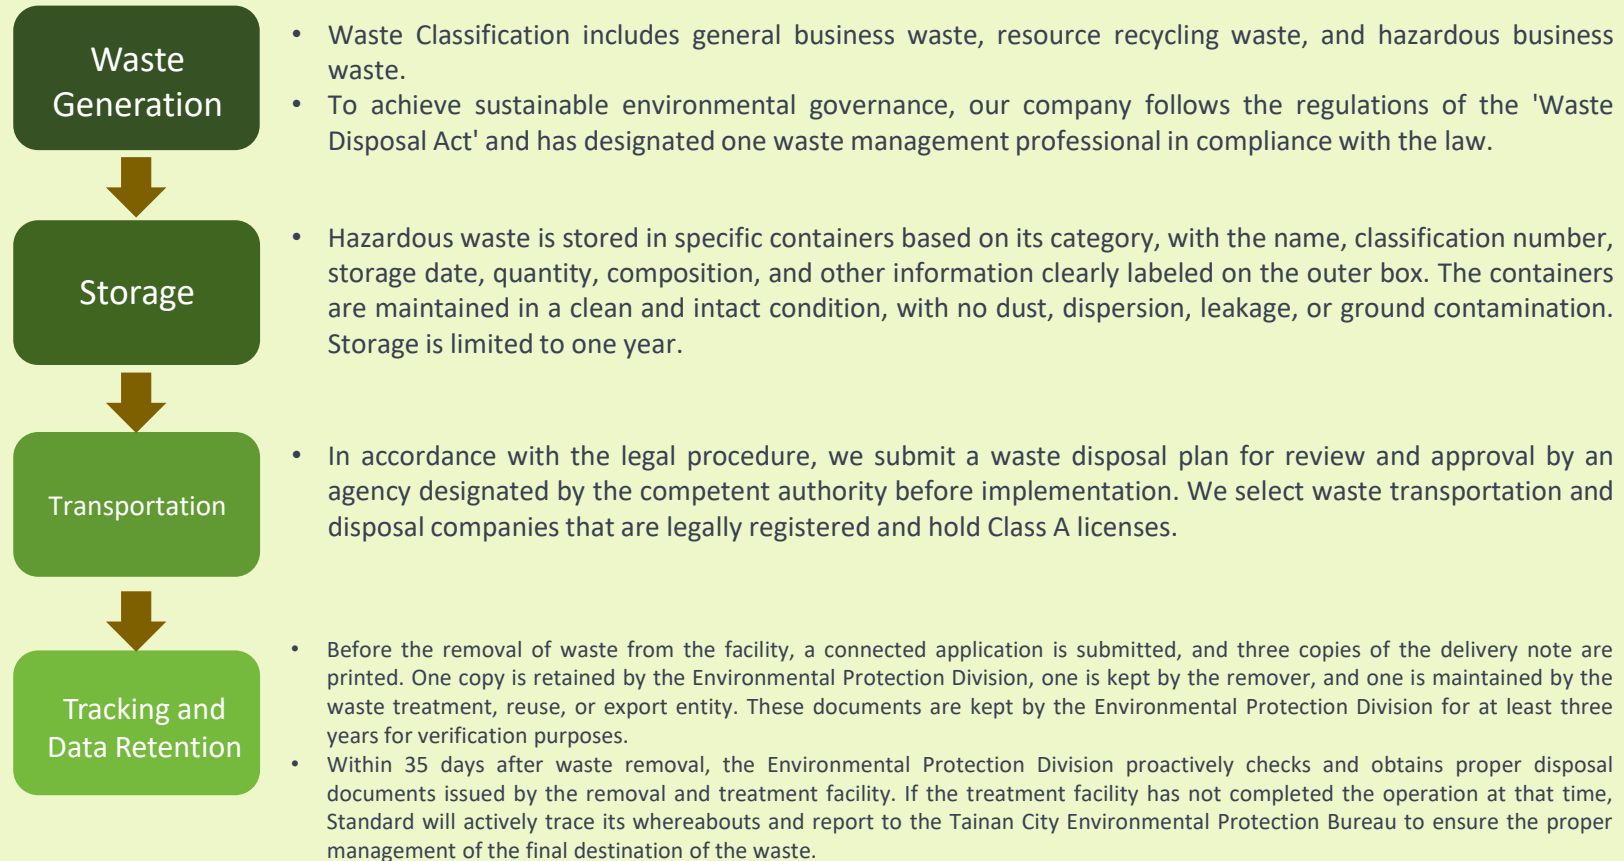 Waste
Generation
• Waste Classification includes general business waste, resource recycling waste, and hazardous business
waste.
• To achieve sustainable environmental governance, our company follows the regulations of the 'Waste
Disposal Act' and has designated one waste management professional in compliance with the law.
Storage
• Hazardous waste is stored in specific containers based on its category, with the name, classification number,
storage date, quantity, composition, and other information clearly labeled on the outer box. The containers
are maintained in a clean and intact condition, with no dust, dispersion, leakage, or ground contamination.
Storage is limited to one year.
Transportation
• In accordance with the legal procedure, we submit a waste disposal plan for review and approval by an
agency designated by the competent authority before implementation. We select waste transportation and
disposal companies that are legally registered and hold Class A licenses.
Tracking and
Data Retention
• Before the removal of waste from the facility, a connected application is submitted, and three copies of the delivery note are
printed. One copy is retained by the Environmental Protection Division, one is kept by the remover, and one is maintained by the
waste treatment, reuse, or export entity. These documents are kept by the Environmental Protection Division for at least three
years for verification purposes.
• Within 35 days after waste removal, the Environmental Protection Division proactively checks and obtains proper disposal
documents issued by the removal and treatment facility. If the treatment facility has not completed the operation at that time,
Standard will actively trace its whereabouts and report to the Tainan City Environmental Protection Bureau to ensure the proper
management of the final destination of the waste.